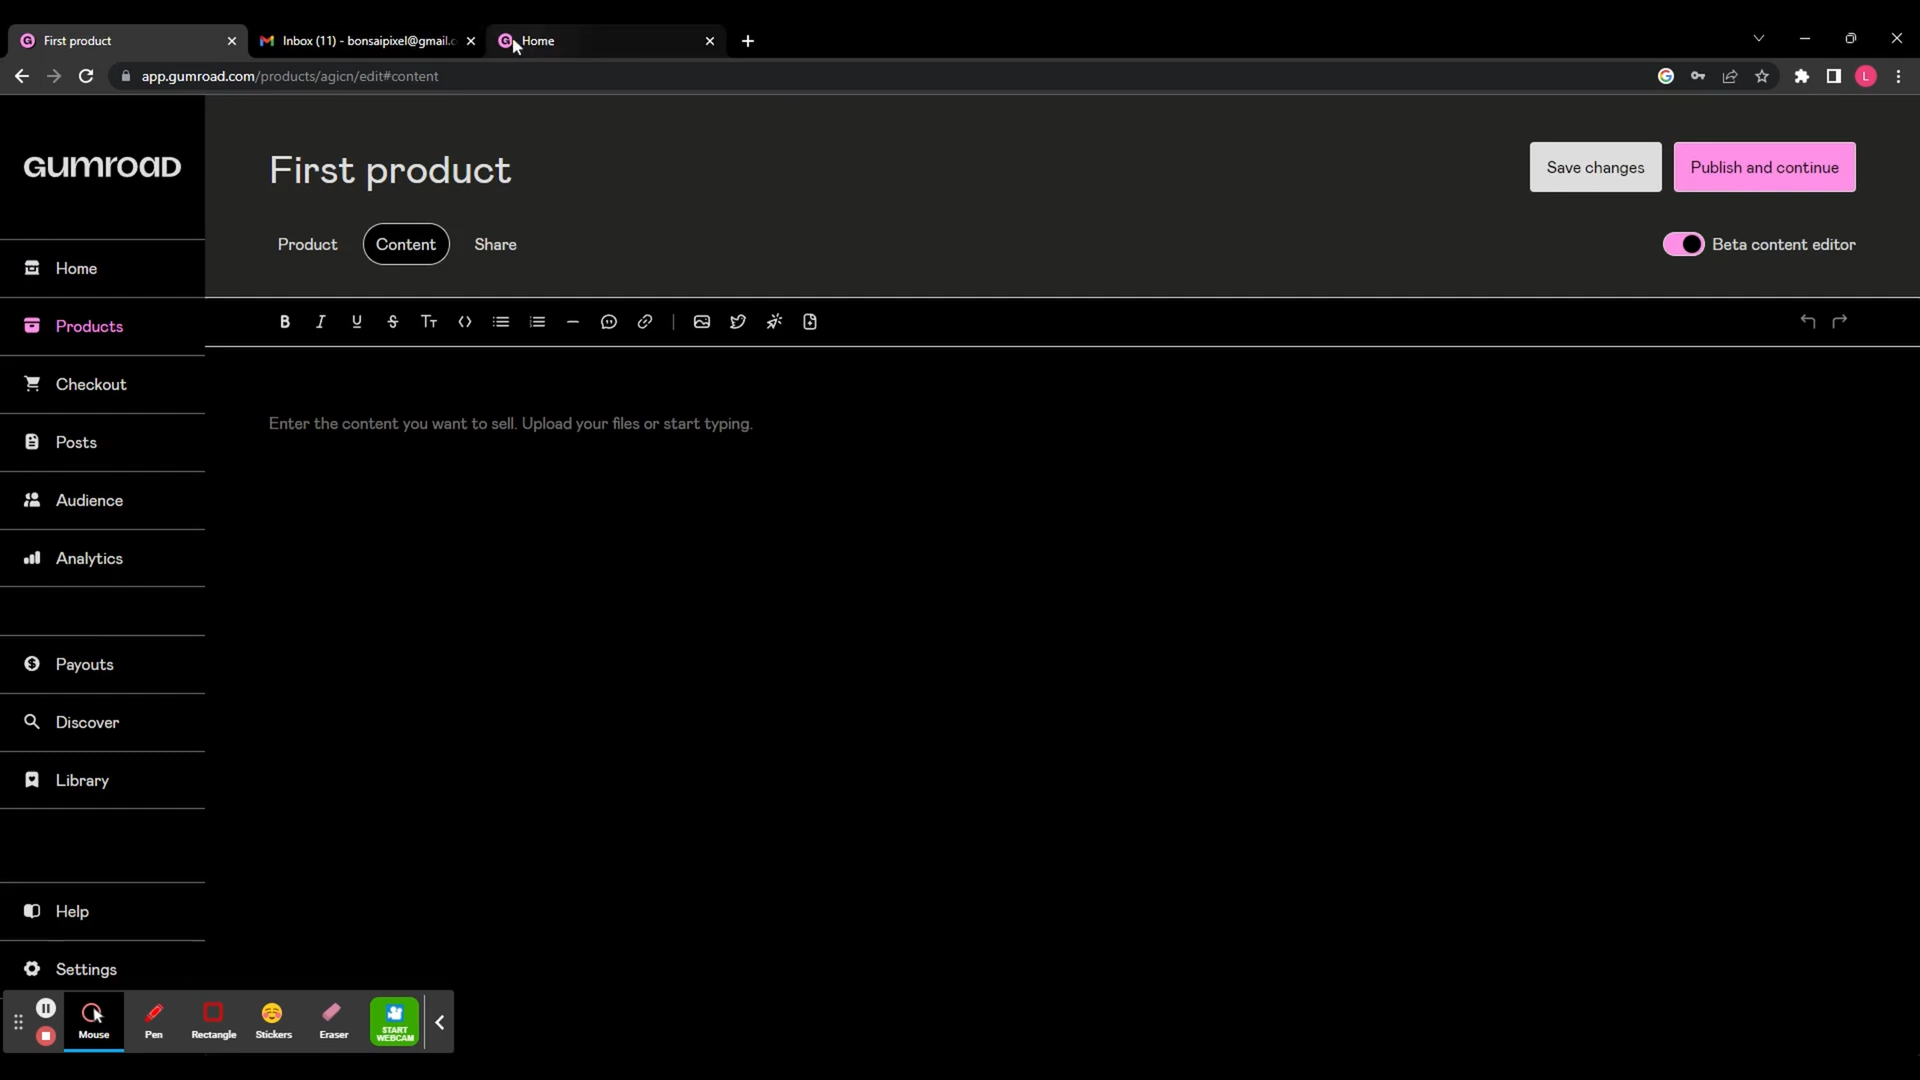 First product
Inbox (11) - bonsaipixel@gmail.c
Home
app.gumroad.com/products/agicn/edit#content
L
GUMROAD
First product
Save changes
Publish and continue
Product
Content
Share
Beta content editor
Home
Products
Checkout
Posts
Audience
Analytics
Payouts
Discover
Library
Help
Settings
B I U S TT
Enter the content you want to sell. Upload your files or start typing.
Mouse
Pen
Rectangle
Stickers
Eraser
START
WEBCAM